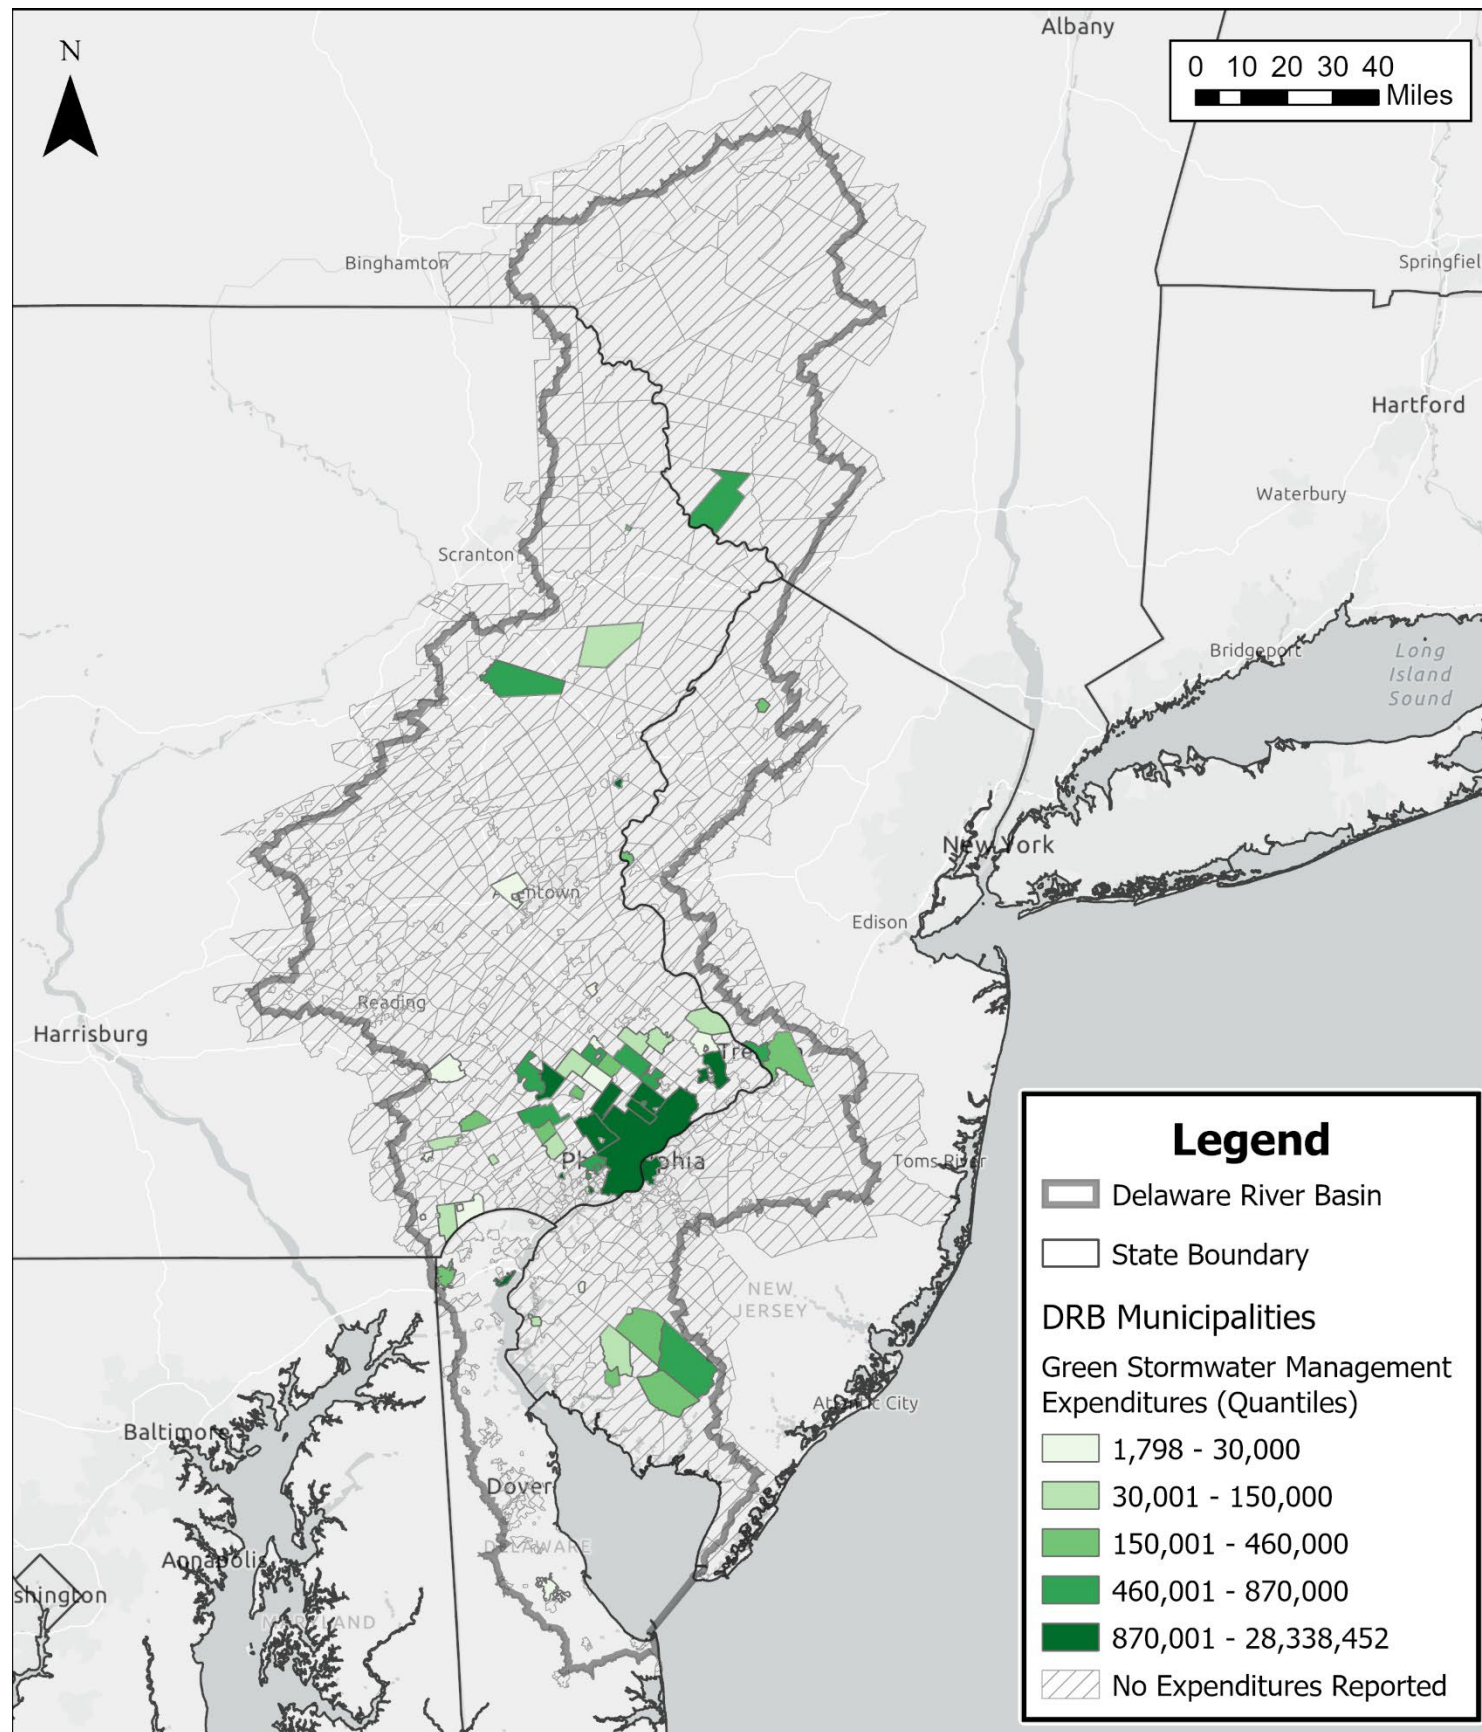 Albany
N
0 10 20 30 40
Miles
Binghamton
Springfiel
Hartford
Waterbury
Scranton
Bridgeport
Long
Island
Sound
New York
Edison
Reading
Harrisburg
Toms River
NEW
JERSEY
Atlantic City
Baltimore
Dover
DELAWARE
Annapolis
shington
MARYLAND
Legend
Delaware River Basin
State Boundary
DRB Municipalities
Green Stormwater Management
Expenditures (Quantiles)
1,798 - 30,000
30,001 - 150,000
150,001 - 460,000
460,001 - 870,000
870,001 - 28,338,452
No Expenditures Reported